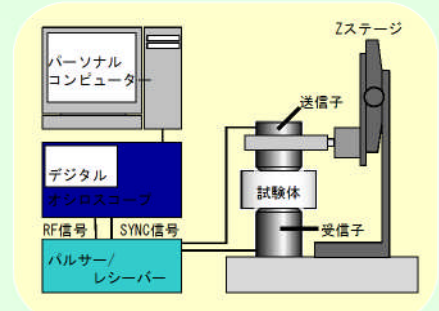 Zステージ
パーソナル
コンピューター
送信子
デジタル
オシロスコープ
試験体
RF信号 SYNC信号
受信子
パルサー/
レシーバー